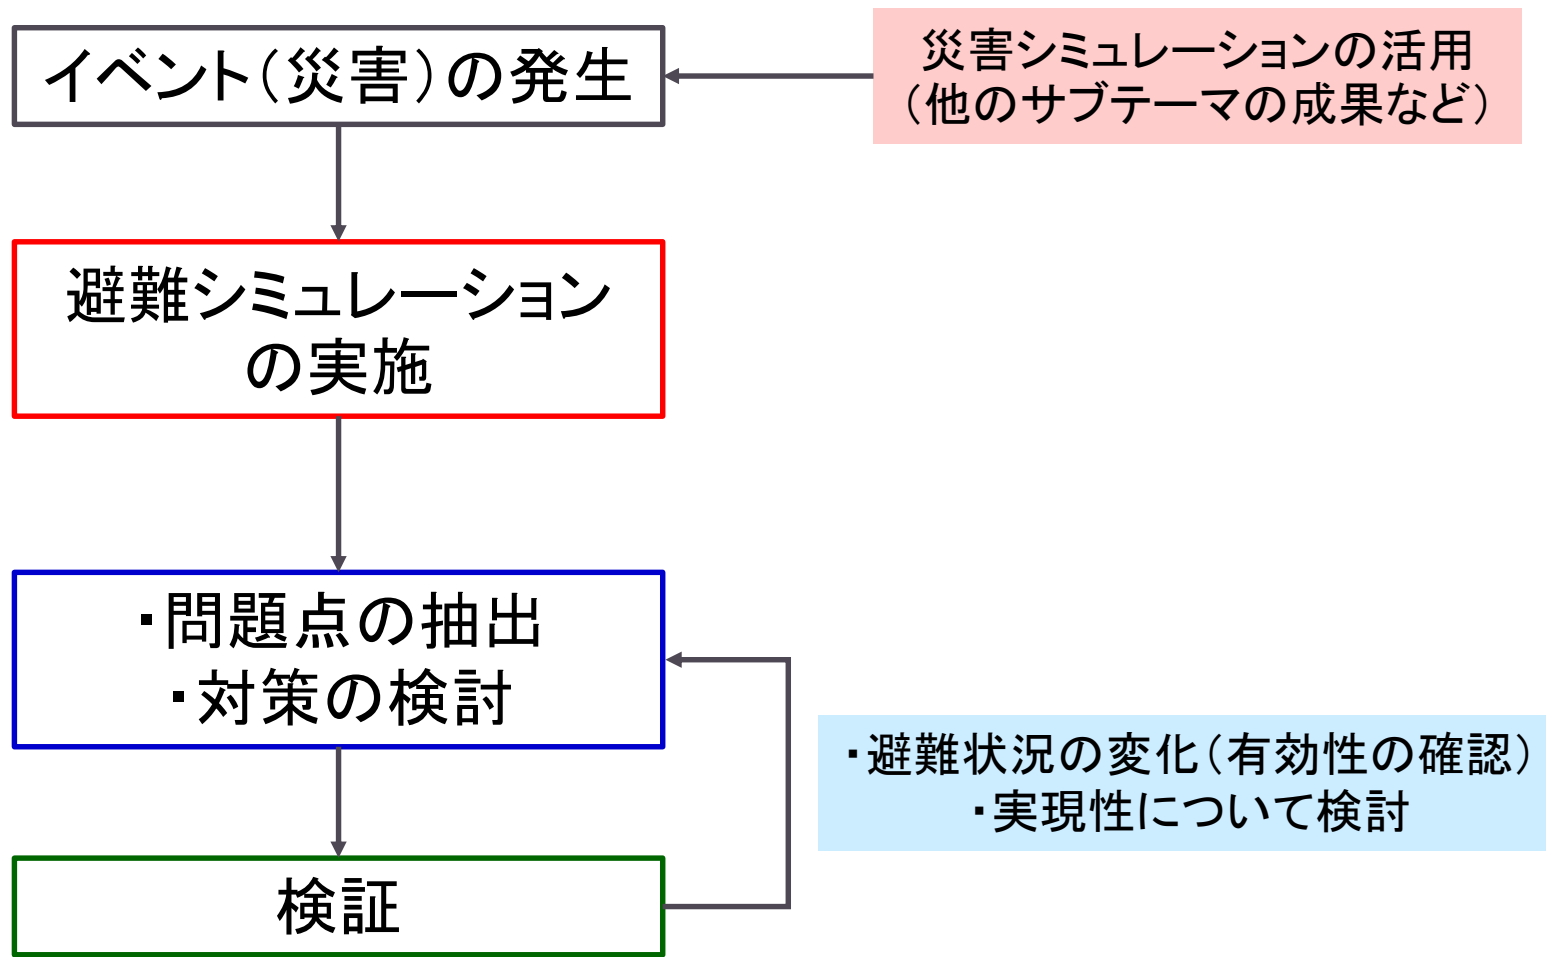 イベント（災害）の発生
災害シミュレーションの活用
（他のサブテーマの成果など）
避難シミュレーション
の実施
・問題点の抽出
・対策の検討
・避難状況の変化（有効性の確認）
・実現性について検討
検証